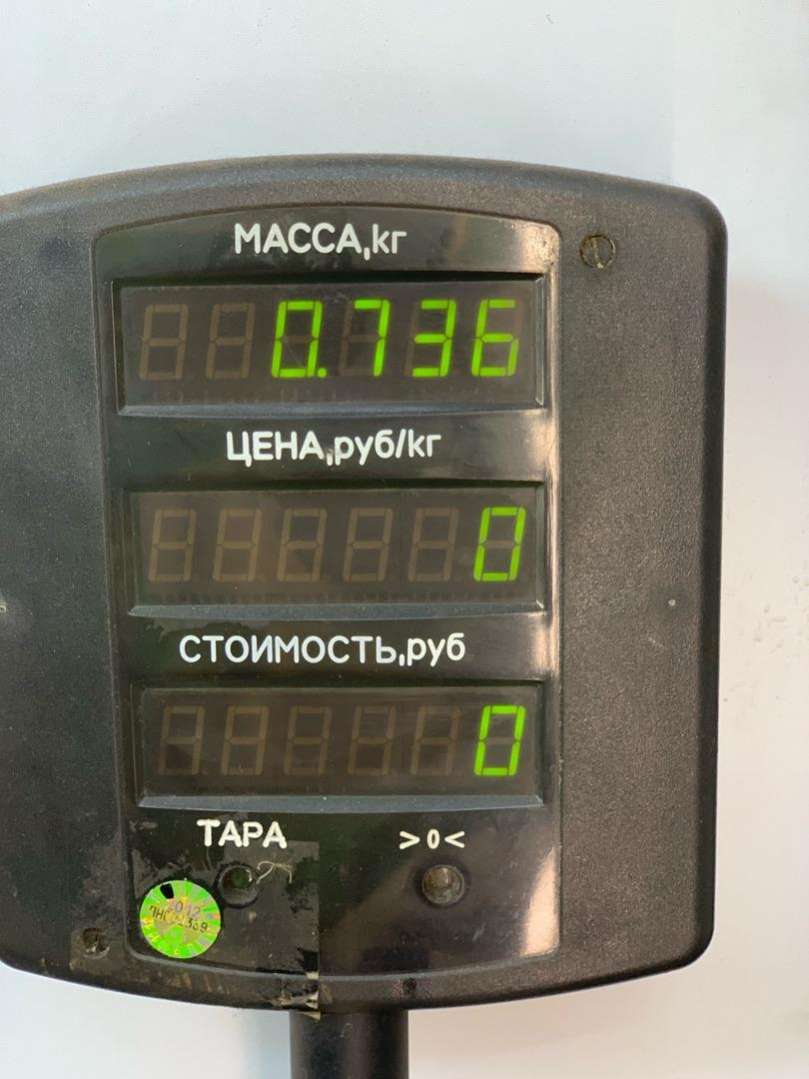 МАССА,кг
0.736
ЦЕНА,руб/кг
0
СТОИМОСТЬ,руб
0
ТАРА >0<